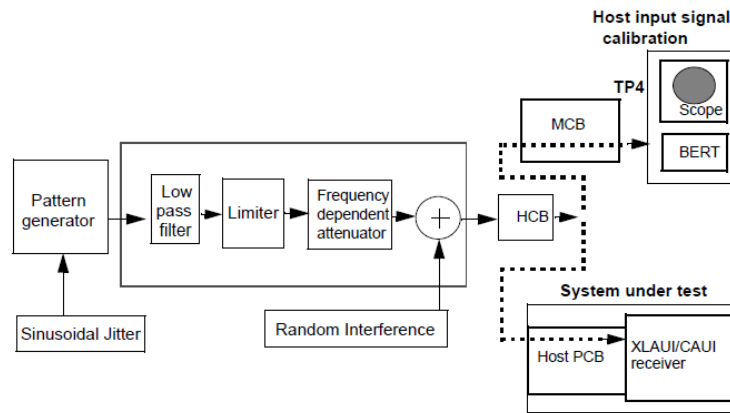 Host input signal
calibration
TP4
Scope
MCB
BERT
Pattern
generator
Low
pass
filter
Limiter
Frequency
dependent
attenuator
+
HCB
Sinusoidal Jitter
Random Interference
System under test
Host PCB
XLAUI/CAUI
receiver